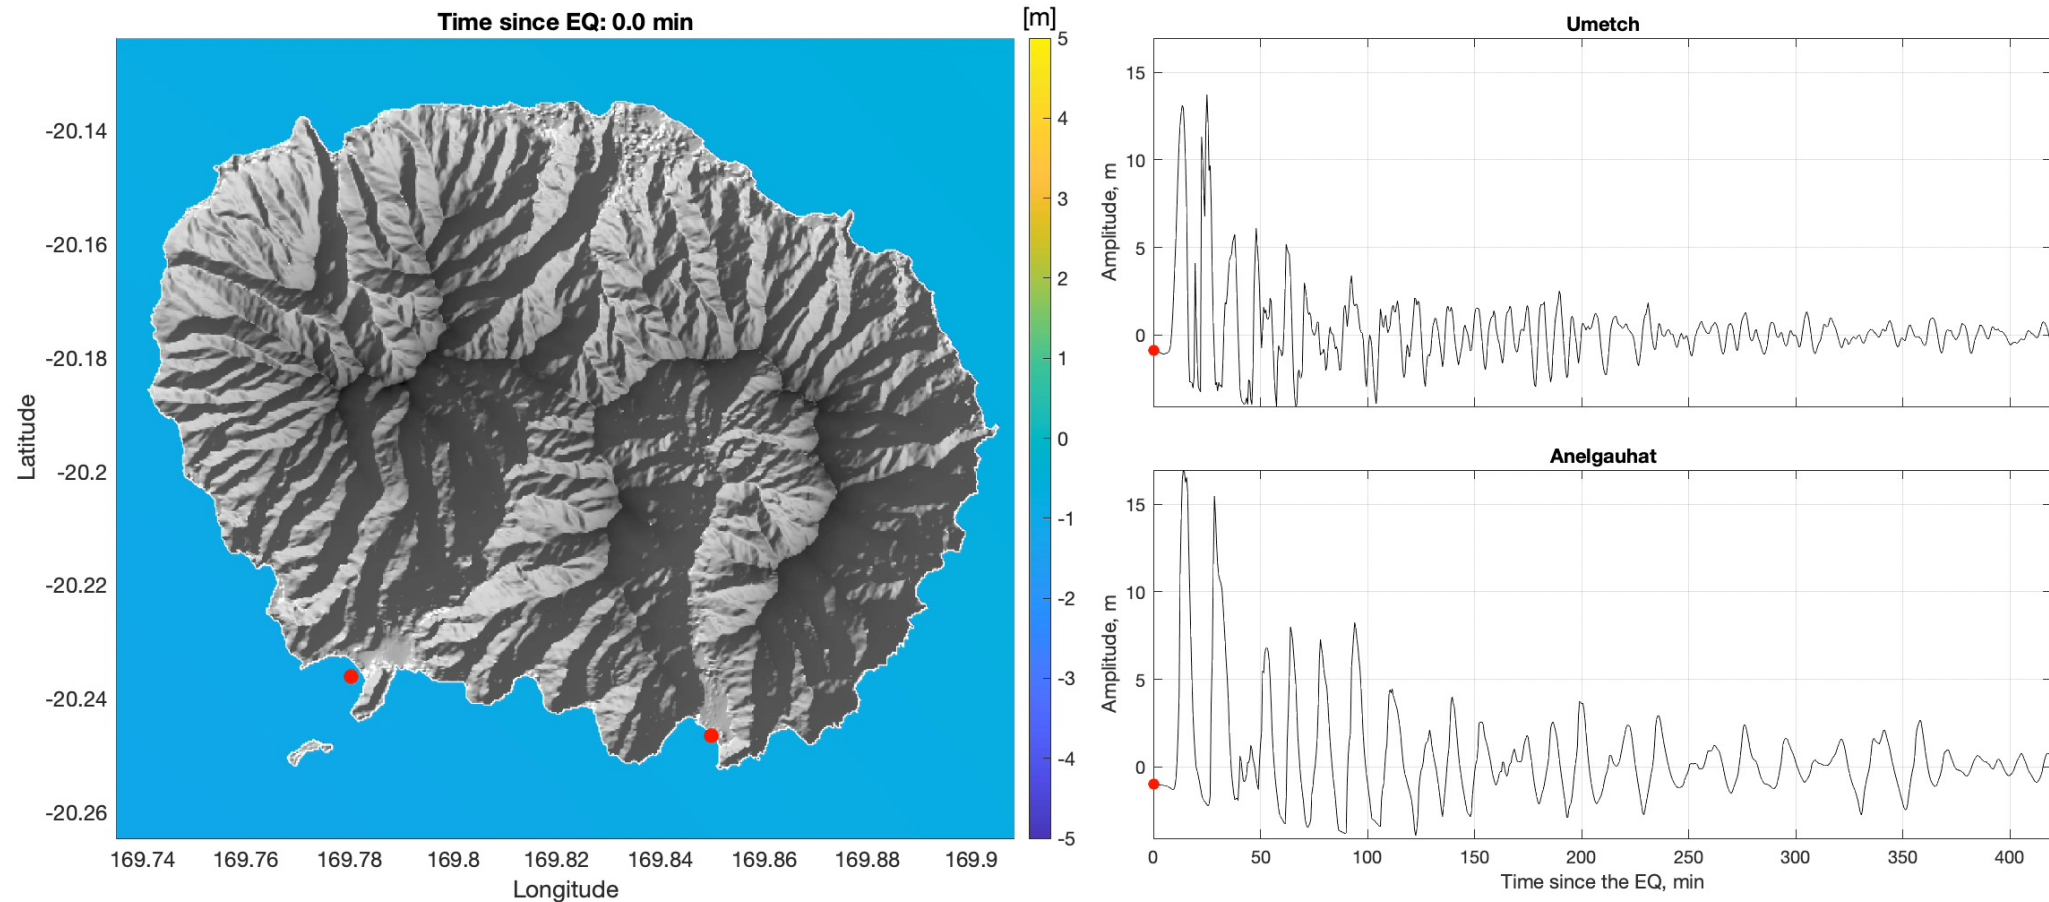 Time since EQ: 0.0 min
[m]
Latitude
-20.14
-20.16
-20.18
-20.2
-20.22
-20.24
-20.26
169.74 169.76 169.78 169.8 169.82 169.84 169.86 169.88 169.9
Longitude
5
4
3
2
1
0
-1
-2
-3
-4
-5
Umetch
Amplitude, m
15
10
5
0
Anelgauhat
Amplitude, m
15
10
5
0
0 50 100 150 200 250 300 350 400
Time since the EQ, min